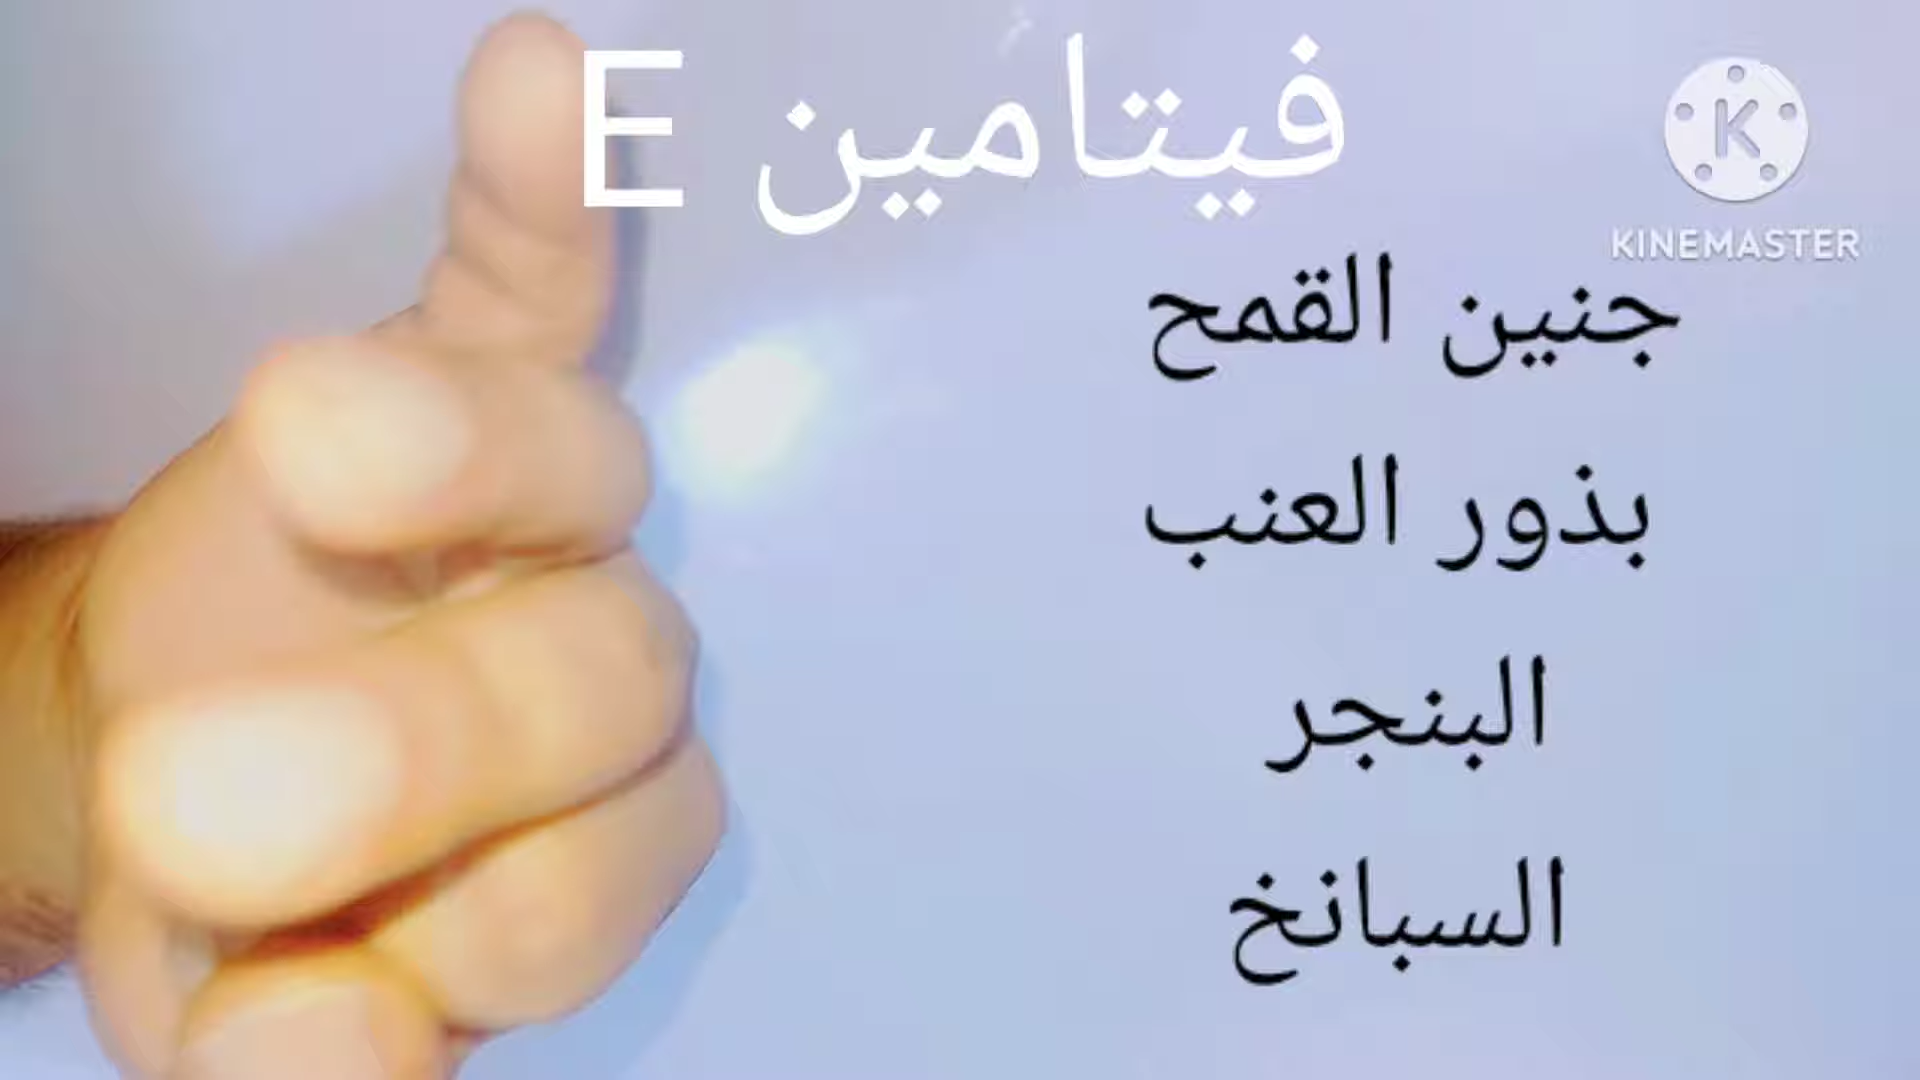 فيتامين E
K
KINEMASTER
جنين القمح
بذور العنب
البنجر
السبانخ